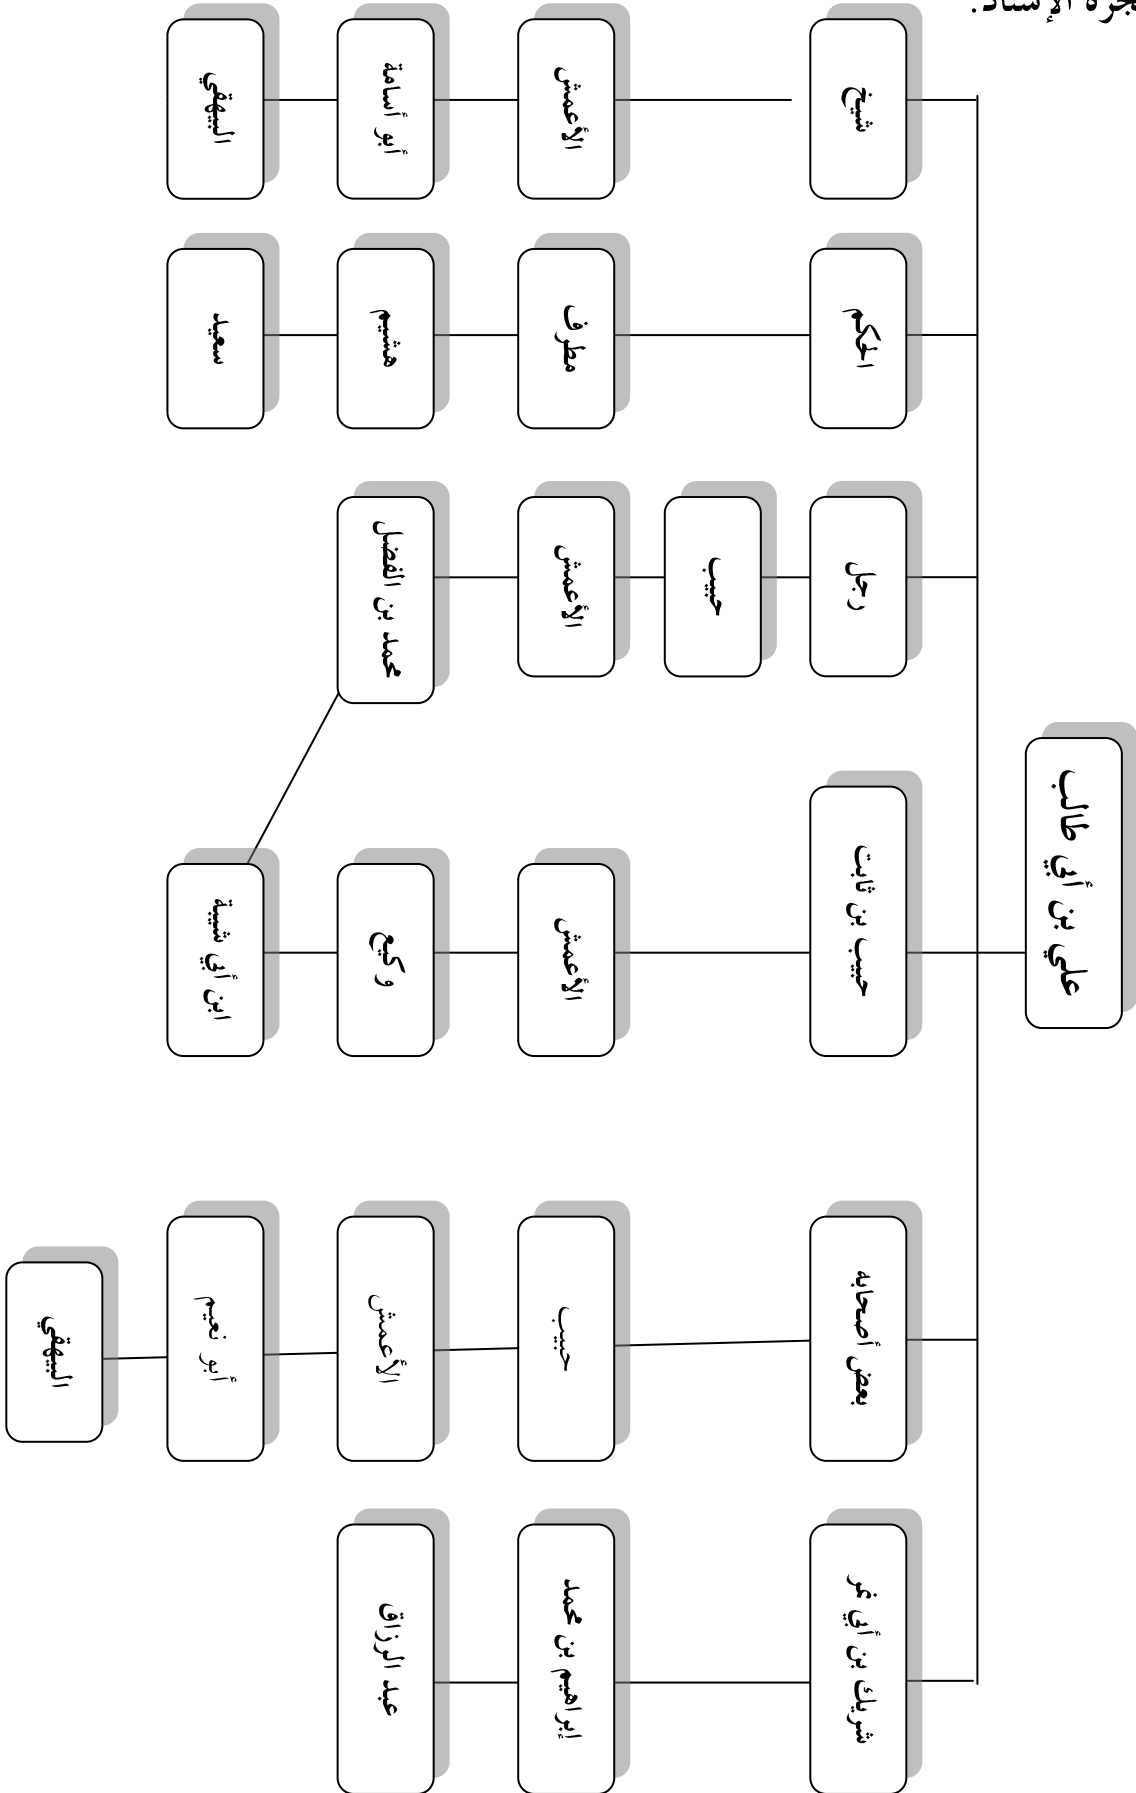 الإسناد.
علي بن أبي طالب
شيخ
الأعمش
أبو أسامة
البيهقي
الحكم
مطرف
هشيم
سعيد
رجل
حبيب
الأعمش
محمد بن الفضل
حبيب بن ثابت
الأعمش
وكيع
ابن أبي شيبة
بعض أصحابه
حبيب
الأعمش
أبو نعيم
البيهقي
شريك بن أبي نمر
إبراهيم بن محمد
عبد الرزاق